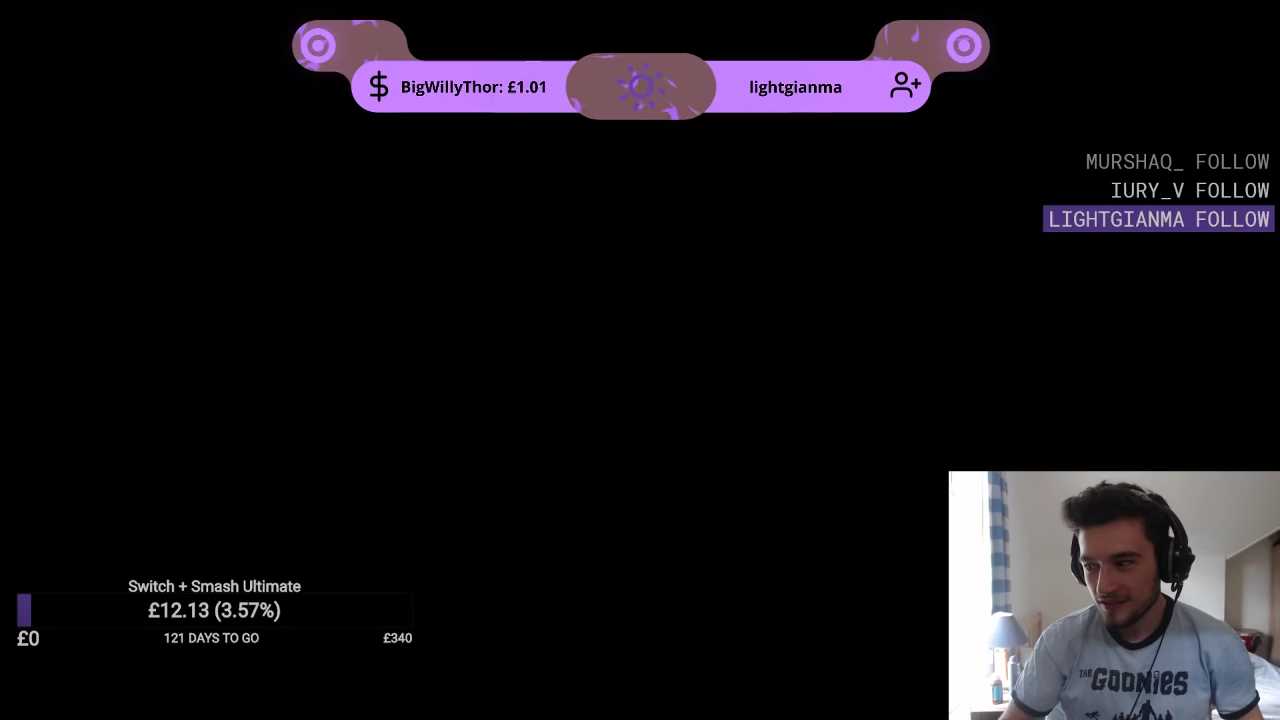 BigWillyThor: £1.01
lightgianma
MURSHAQ_ FOLLOW
IURY_V FOLLOW
LIGHTGIANMA FOLLOW
Switch + Smash Ultimate
£12.13 (3.57%)
£0
121 DAYS TO GO
£340
THE GOONIES